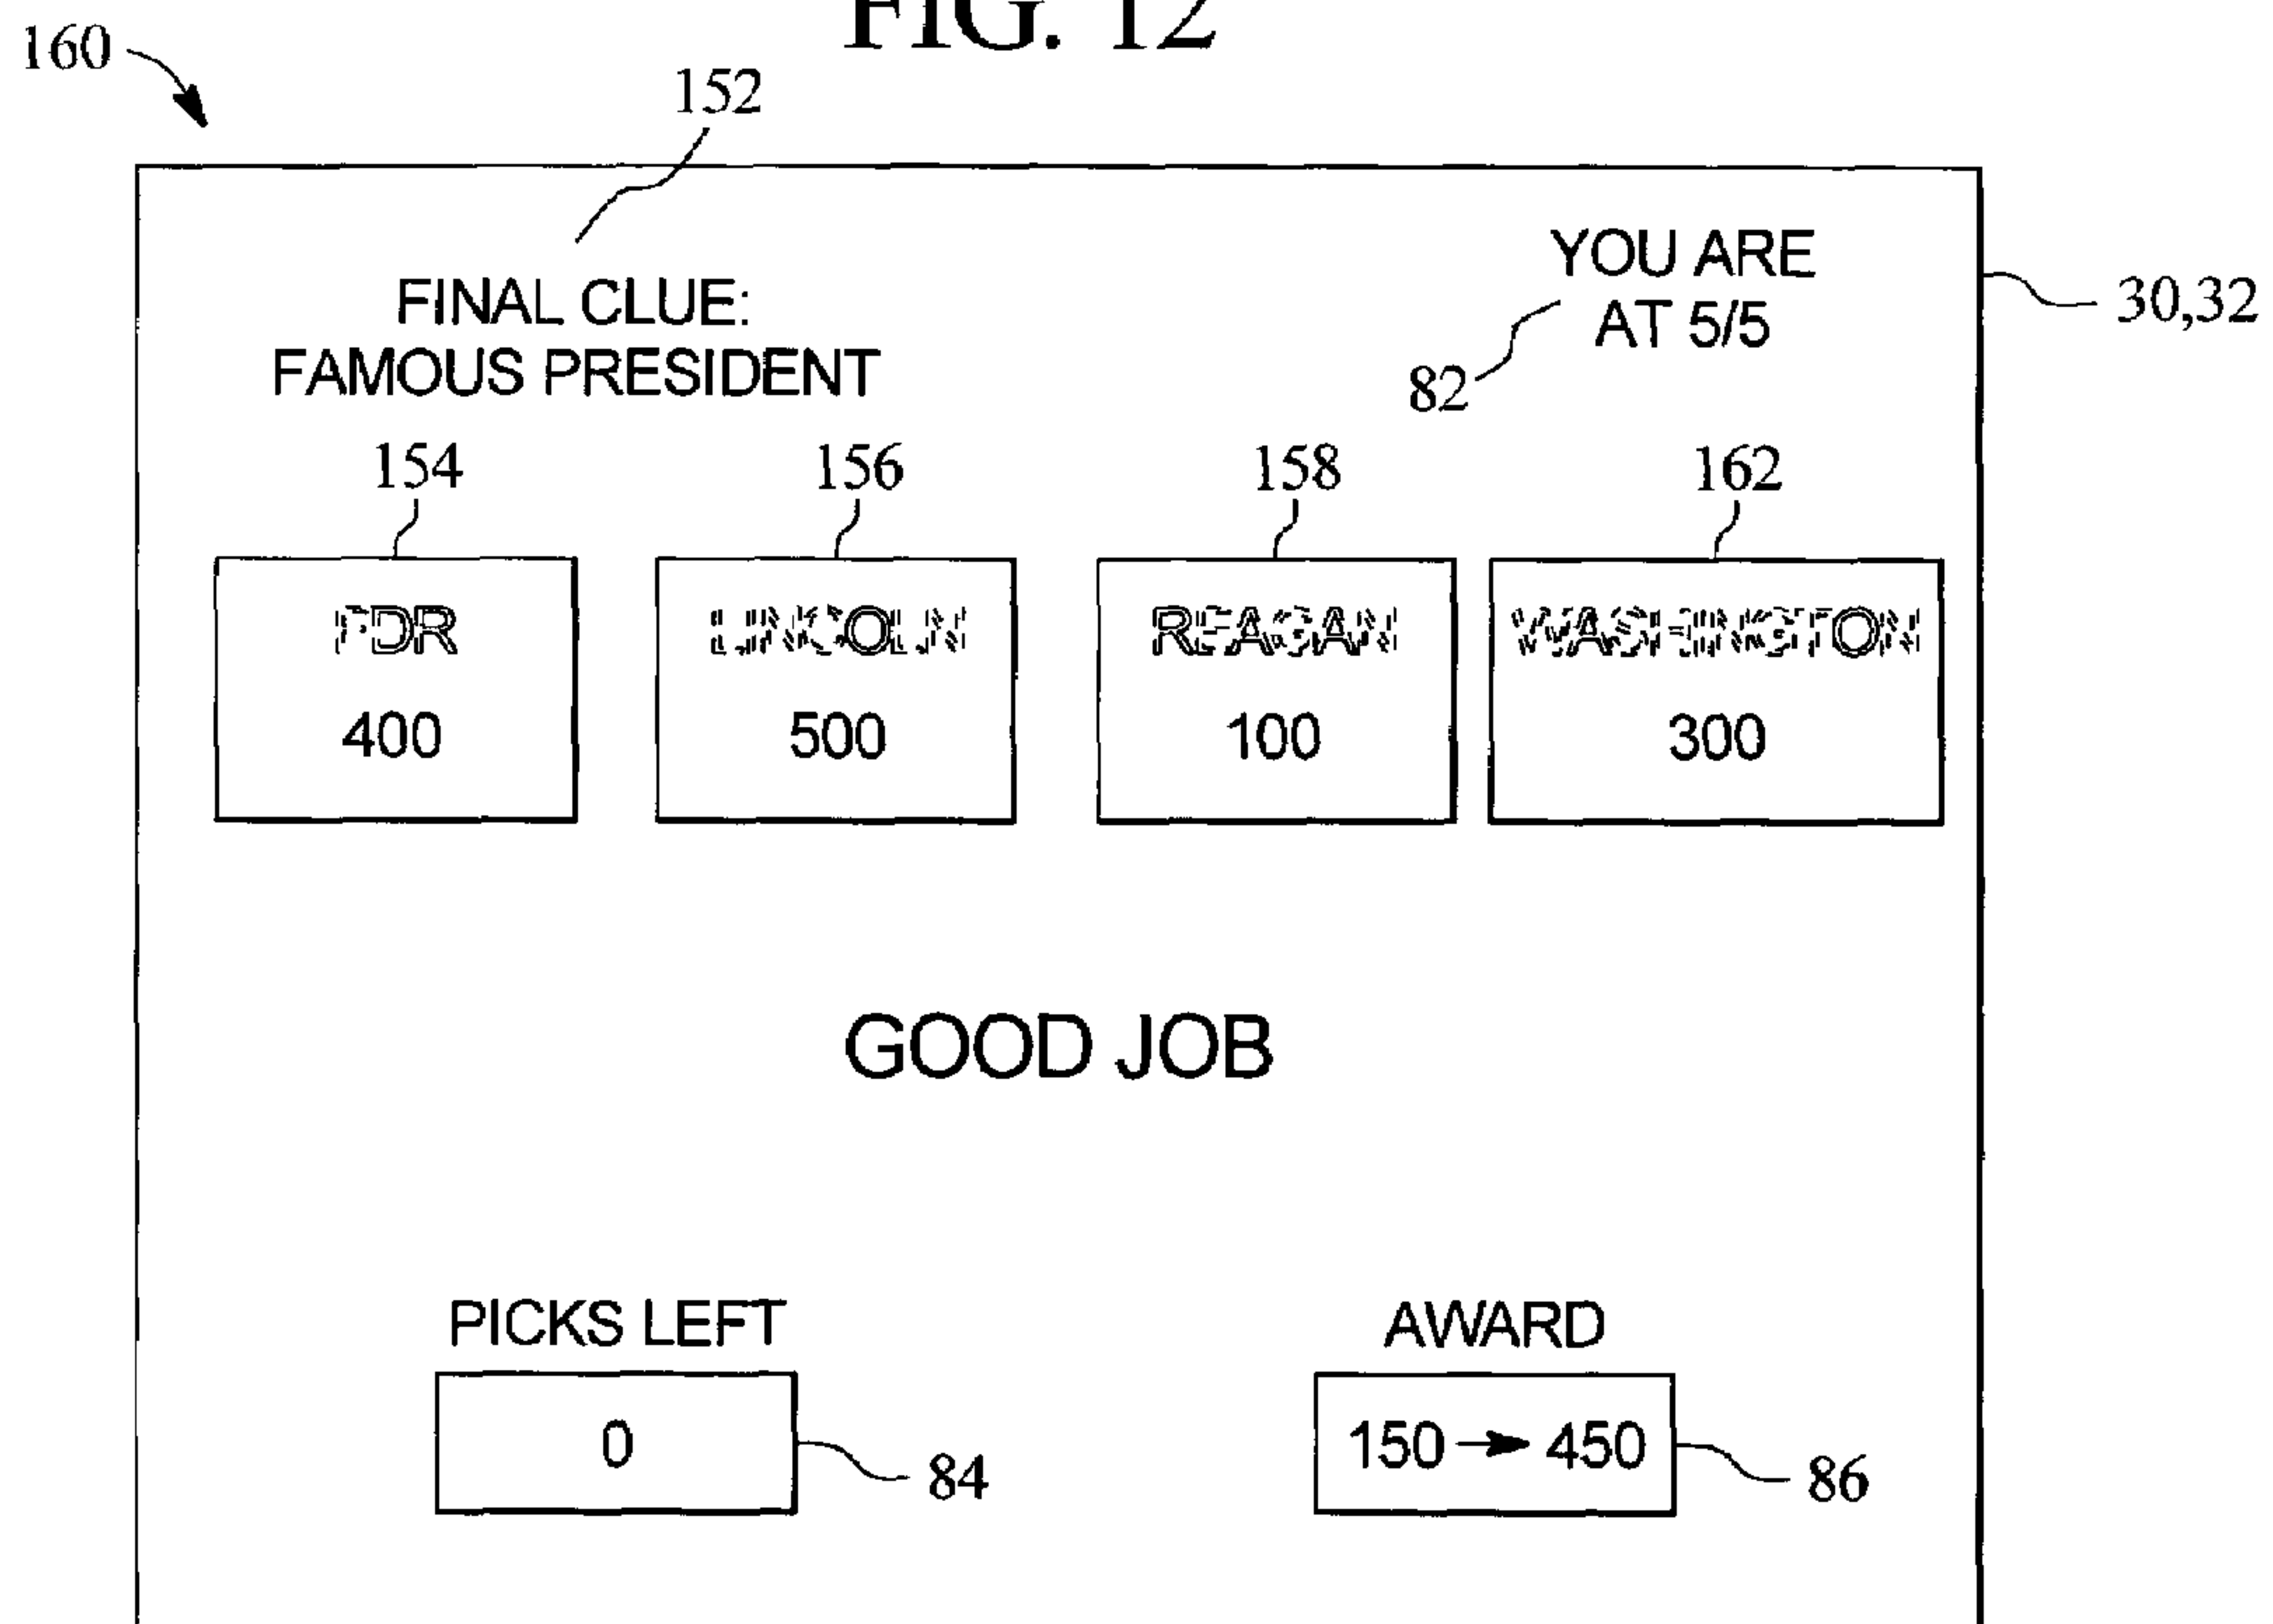 FIG. 12
160
152
FINAL CLUE:
FAMOUS PRESIDENT
YOU ARE
AT 5/5
82
30,32
154
156
158
162
FDR
400
LINCOLN
500
REAGAN
100
WASHINGTON
300
GOOD JOB
PICKS LEFT
0
84
AWARD
150 → 450
86